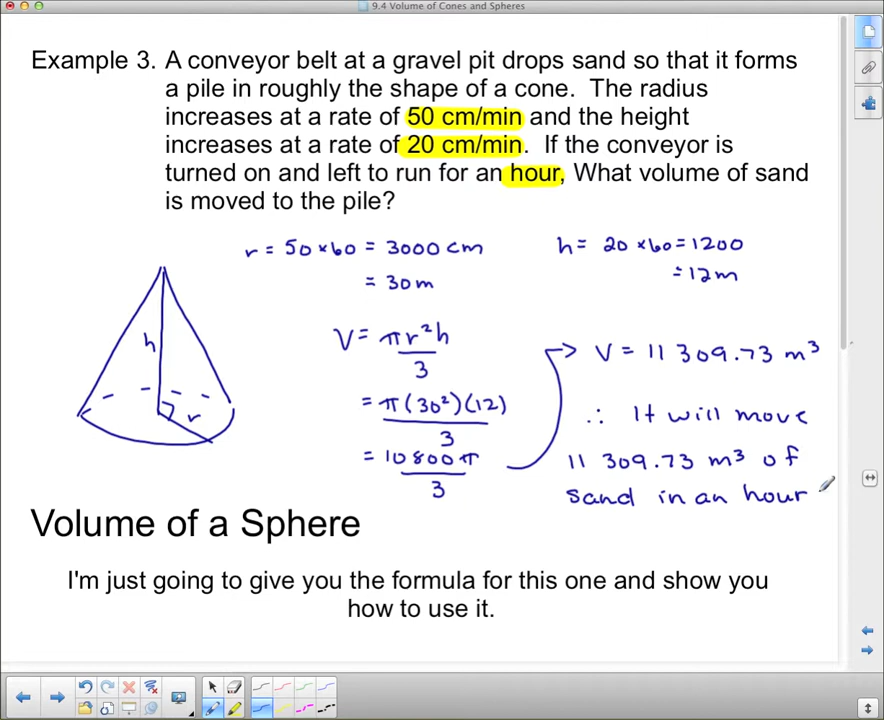 9.4 Volume of Cones and Spheres
Example 3. A conveyor belt at a gravel pit drops sand so that it forms
a pile in roughly the shape of a cone. The radius
increases at a rate of 50 cm/min and the height
increases at a rate of 20 cm/min. If the conveyor is
turned on and left to run for an hour, What volume of sand
is moved to the pile?
r = 50 × 60 = 3000 cm
= 30 m
h = 20 × 60 = 1200
= 12 m
h
r
V = πr²h
3
= π(30²)(12)
3
= 10800π
3
V = 11 309.73 m³
∴ It will move
11 309.73 m³ of
sand in an hour
Volume of a Sphere
I'm just going to give you the formula for this one and show you
how to use it.